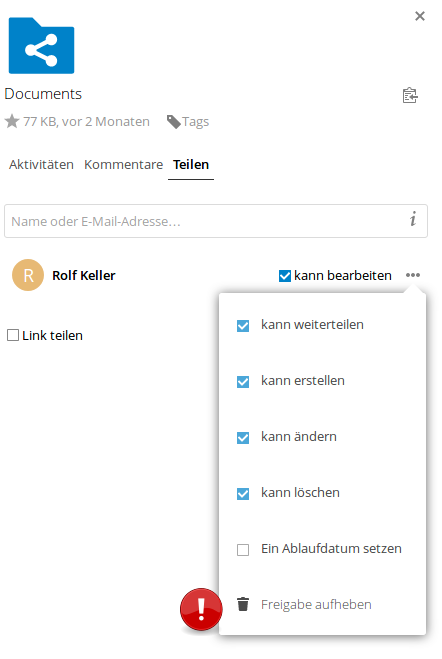 Documents
77 KB, vor 2 Monaten Tags
Aktivitäten Kommentare Teilen
Name oder E-Mail-Adresse... i
R Rolf Keller kann bearbeiten
kann weiterteilen
Link teilen
kann erstellen
kann ändern
kann löschen
Ein Ablaufdatum setzen
! Freigabe aufheben